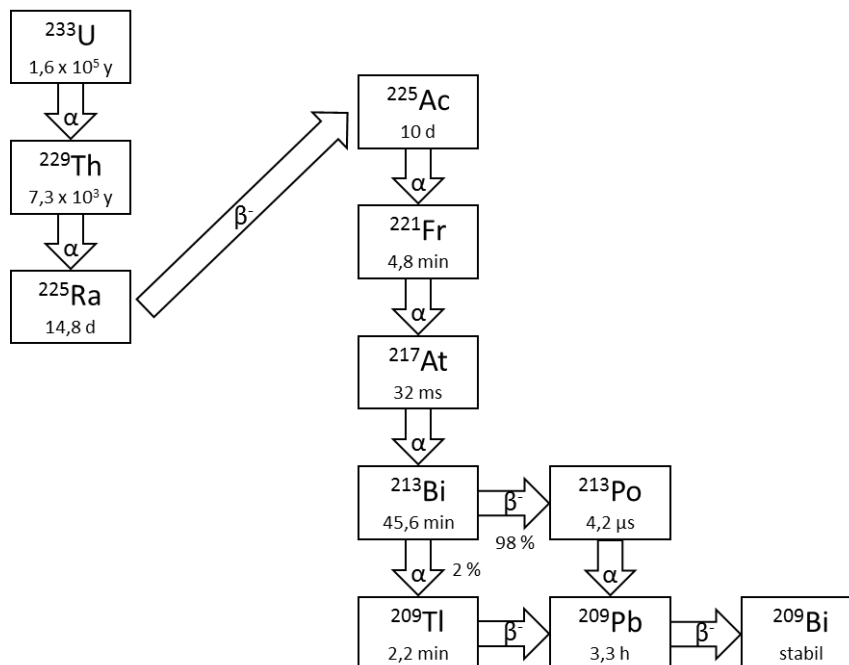 ²³³U
1,6 x 10⁵ y
α
²²⁹Th
7,3 x 10³ y
α
²²⁵Ra
14,8 d
β⁻
²²⁵Ac
10 d
α
²²¹Fr
4,8 min
α
²¹⁷At
32 ms
α
²¹³Bi
45,6 min
β⁻
98 %
²¹³Po
4,2 µs
α
2 %
α
²⁰⁹Tl
2,2 min
β⁻
²⁰⁹Pb
3,3 h
β⁻
²⁰⁹Bi
stabil